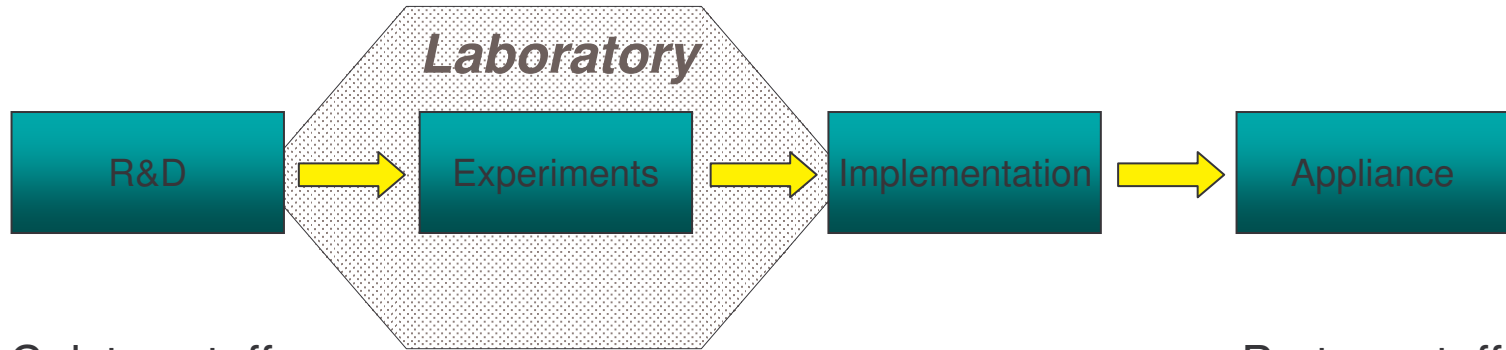 Laboratory
R&D
Experiments
Implementation
Appliance